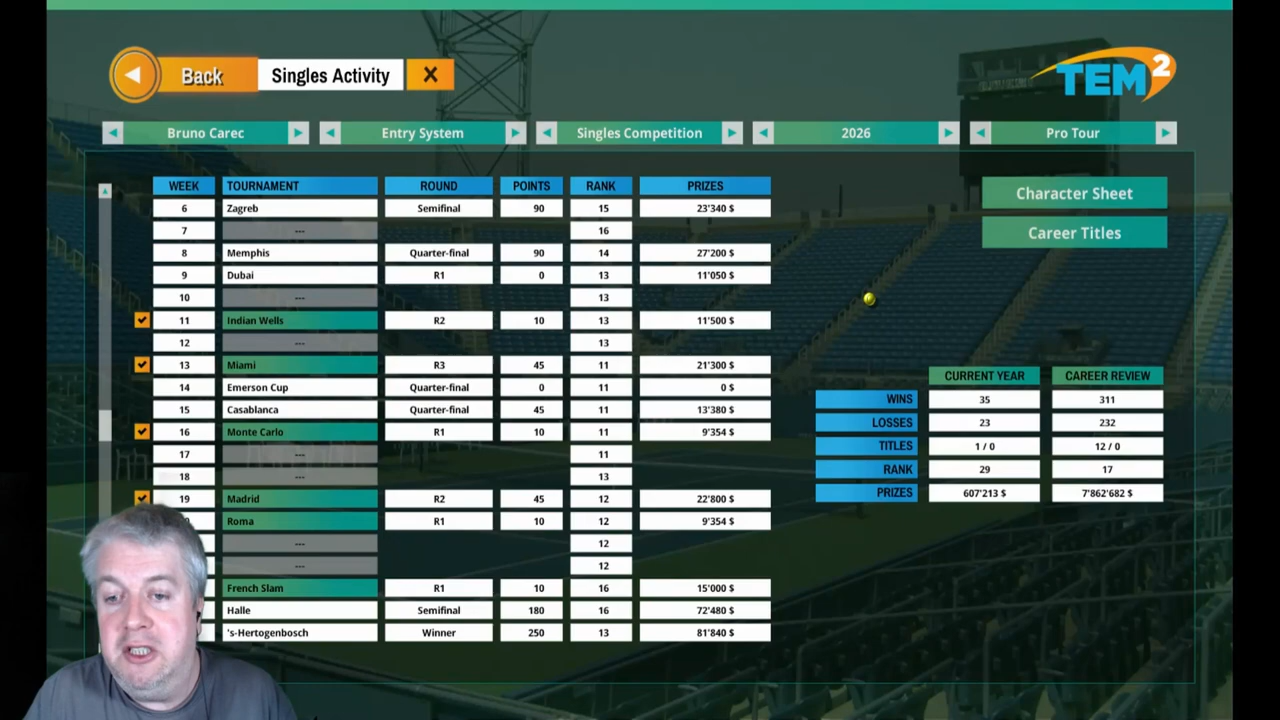 Back
Singles Activity
TEM2
Bruno Carec
Entry System
Singles Competition
2026
Pro Tour
WEEK TOURNAMENT ROUND POINTS RANK PRIZES
6 Zagreb Semifinal 90 15 23'340 $
7 --- 16
8 Memphis Quarter-final 90 14 27'200 $
9 Dubai R1 0 13 11'050 $
10 --- 13
11 Indian Wells R2 10 13 11'500 $
12 --- 13
13 Miami R3 45 11 21'300 $
14 Emerson Cup Quarter-final 0 11 0 $
15 Casablanca Quarter-final 45 11 13'380 $
16 Monte Carlo R1 10 11 9'354 $
17 --- 11
18 --- 13
19 Madrid R2 45 12 22'800 $
Roma R1 10 12 9'354 $
--- 12
--- 12
French Slam R1 10 16 15'000 $
Halle Semifinal 180 16 72'480 $
's-Hertogenbosch Winner 250 13 81'840 $
Character Sheet
Career Titles
CURRENT YEAR CAREER REVIEW
WINS 35 311
LOSSES 23 232
TITLES 1 / 0 12 / 0
RANK 29 17
PRIZES 607'213 $ 7'862'682 $